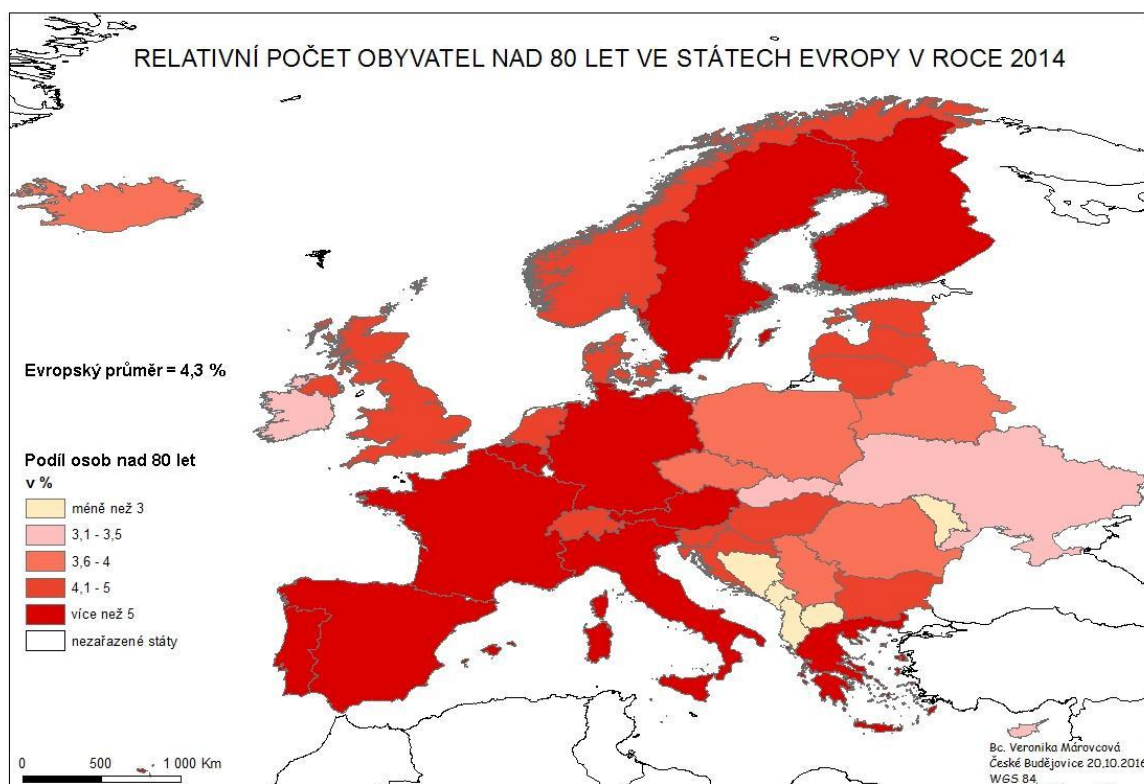 RELATIVNÍ POČET OBYVATEL NAD 80 LET VE STÁTECH EVROPY V ROCE 2014
Evropský průměr = 4,3 %
Podíl osob nad 80 let
v %
méně než 3
3,1 - 3,5
3,6 - 4
4,1 - 5
více než 5
nezařazené státy
0 500 1 000 Km
Bc. Veronika Márovcová
České Budějovice 20.10.2016
WGS 84